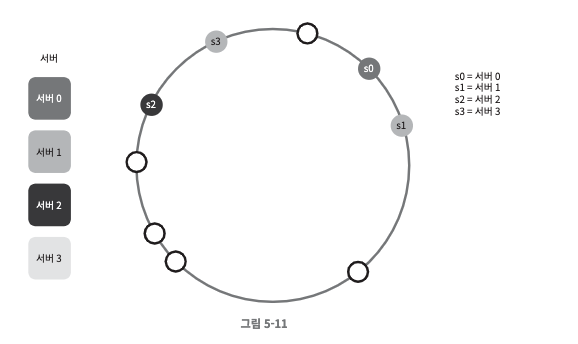 서버
서버 0
서버 1
서버 2
서버 3
s3
s0
s2
s1
s0 = 서버 0
s1 = 서버 1
s2 = 서버 2
s3 = 서버 3
그림 5-11